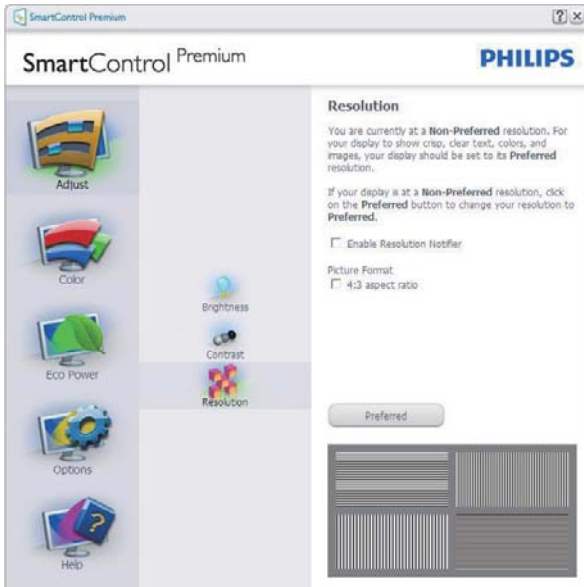 SmartControl Premium
? ×
SmartControl Premium
PHILIPS
Adjust
Color
Eco Power
Options
Help
Brightness
Contrast
Resolution
Resolution
You are currently at a Non-Preferred resolution. For
your display to show crisp, clear text, colors, and
images, your display should be set to its Preferred
resolution.
If your display is at a Non-Preferred resolution, click
on the Preferred button to change your resolution to
Preferred.
Enable Resolution Notifier
Picture Format
4:3 aspect ratio
Preferred